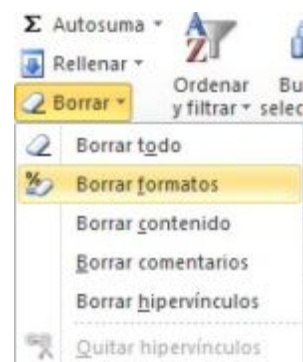 Σ Autosuma
Rellenar
Borrar
Ordenar
y filtrar
Borrar todo
Borrar formatos
Borrar contenido
Borrar comentarios
Borrar hipervínculos
Quitar hipervínculos